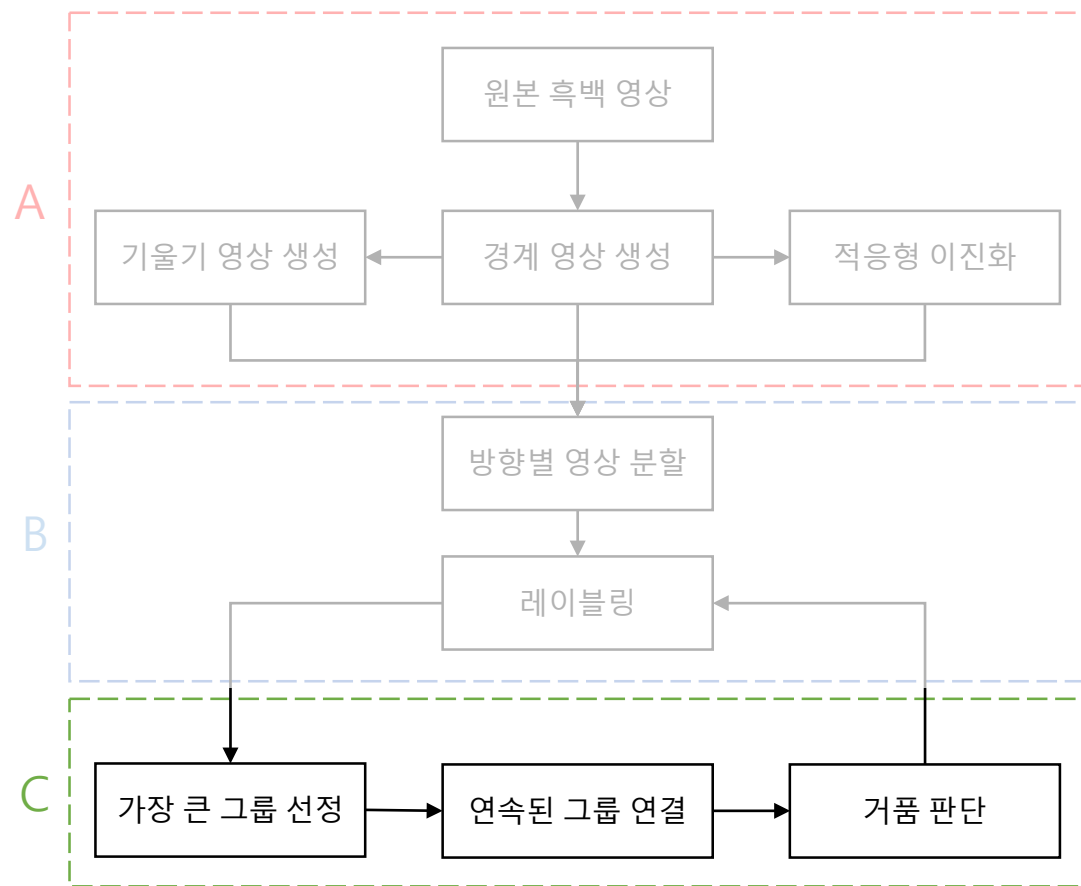 원본 흑백 영상
A
기울기 영상 생성
경계 영상 생성
적응형 이진화
방향별 영상 분할
B
레이블링
C
가장 큰 그룹 선정
연속된 그룹 연결
거품 판단